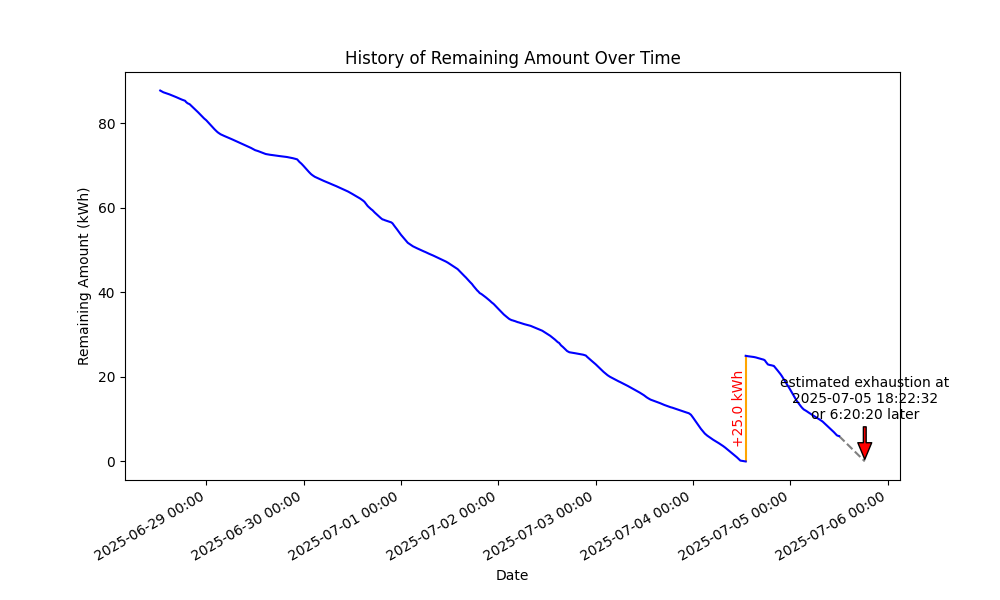 History of Remaining Amount Over Time
Remaining Amount (kWh)
80
60
40
20
0
+25.0 kWh
estimated exhaustion at
2025-07-05 18:22:32
or 6:20:20 later
2025-06-29 00:00
2025-06-30 00:00
2025-07-01 00:00
2025-07-02 00:00
2025-07-03 00:00
2025-07-04 00:00
2025-07-05 00:00
2025-07-06 00:00
Date